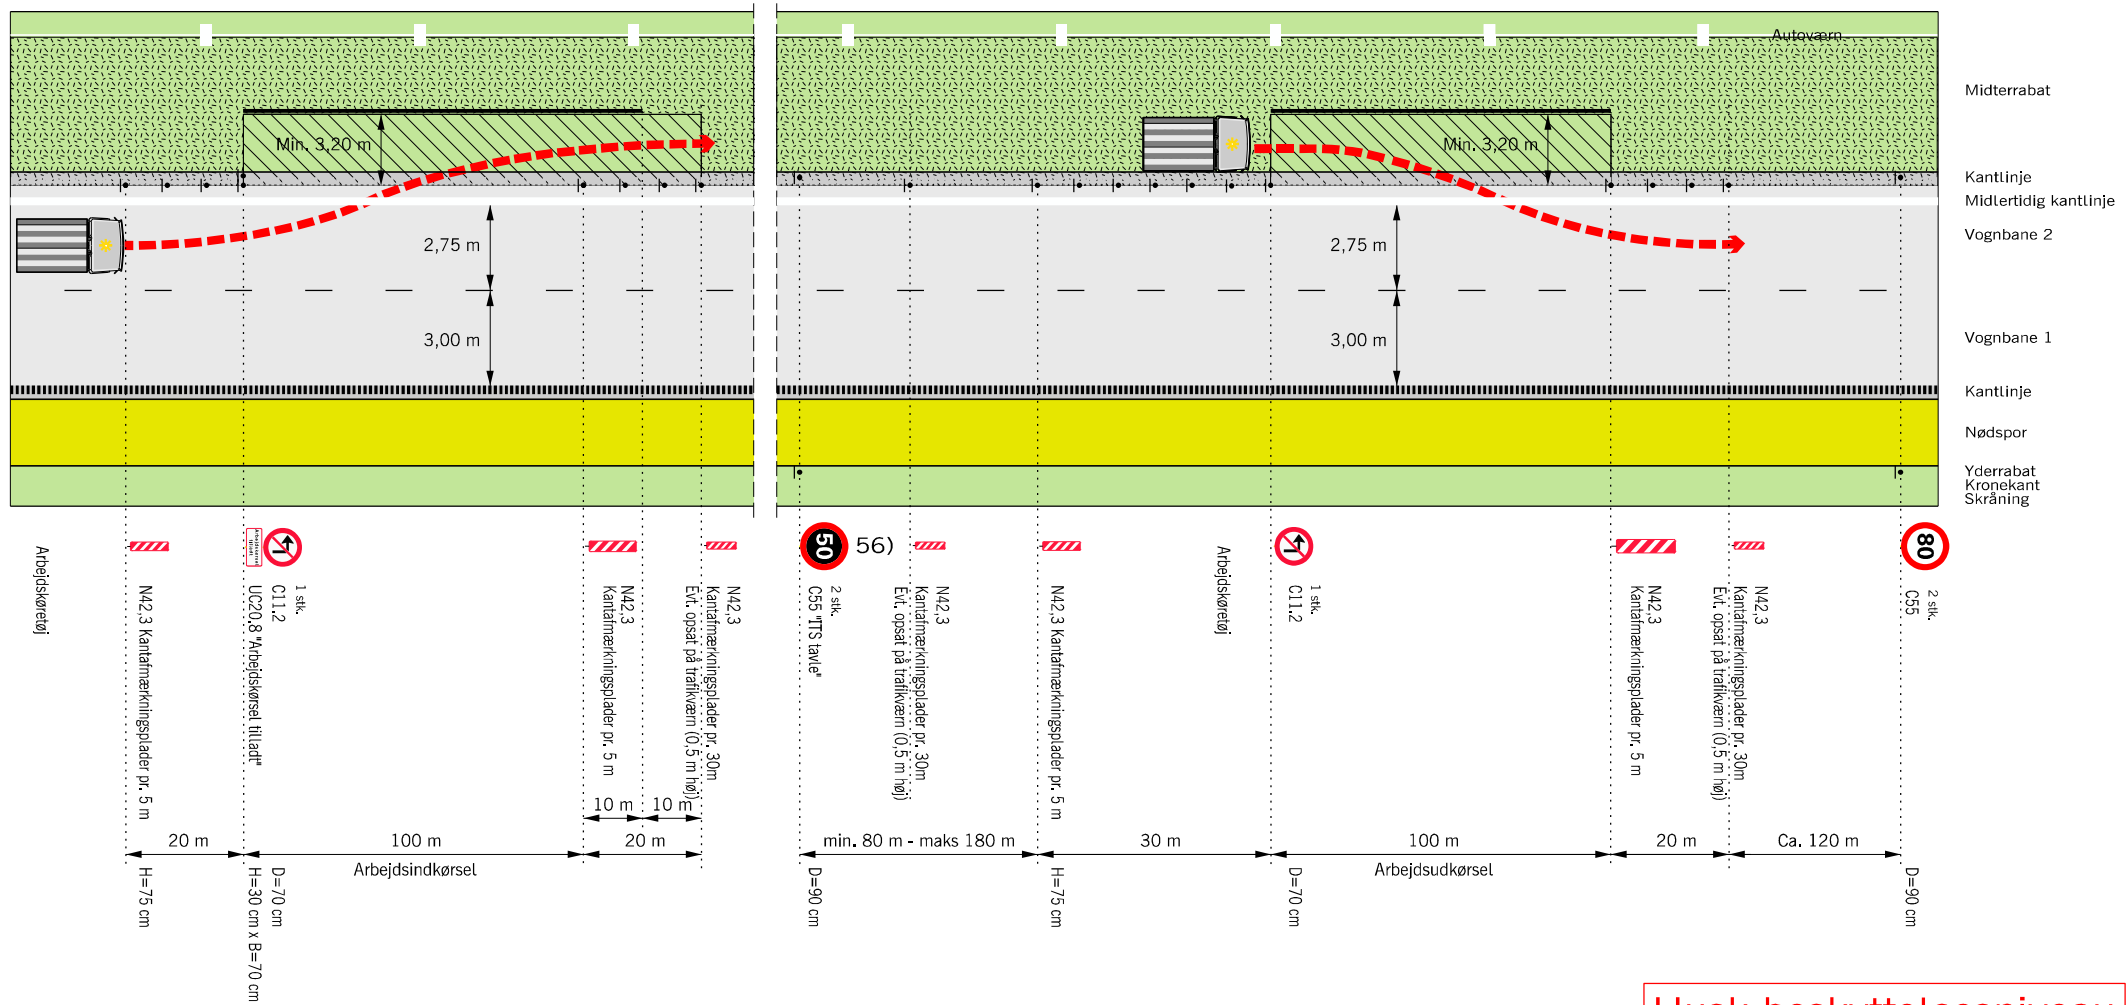 Autoværn
Midterrabat
Min. 3,20 m
Min. 3,20 m
Kantlinje
Midlertidig kantlinje
Vognbane 2
2,75 m
2,75 m
Vognbane 1
3,00 m
3,00 m
Kantlinje
Nødspor
Yderrabat
Kronekant
Skråning
Arbejdskøretøj
N42,3 Kantafmærkningsplader pr. 5 m
Arbejdskørsel
tilladt
1 stk.
C11.2
UC20.8 "Arbejdskørsel tilladt"
N42,3
Kantafmærkningsplader pr. 5 m
N42,3
Kantafmærkningsplader pr. 30m
Evt. opsat på trafikværn (0,5 m høj)
50
56)
2 stk.
C55 "ITS tavle"
N42,3
Kantafmærkningsplader pr. 30m
Evt. opsat på trafikværn (0,5 m høj)
N42,3 Kantafmærkningsplader pr. 5 m
Arbejdskøretøj
1 stk.
C11.2
N42,3
Kantafmærkningsplader pr. 5 m
N42,3
Kantafmærkningsplader pr. 30m
Evt. opsat på trafikværn (0,5 m høj)
80
2 stk.
C55
10 m
10 m
20 m
100 m
20 m
min. 80 m - maks 180 m
30 m
100 m
20 m
Ca. 120 m
Arbejdsindkørsel
Arbejdsudkørsel
H=75 cm
D=70 cm
H=30 cm x B=70 cm
D=90 cm
H=75 cm
D=70 cm
D=90 cm
Husk beskyttelsesniveau